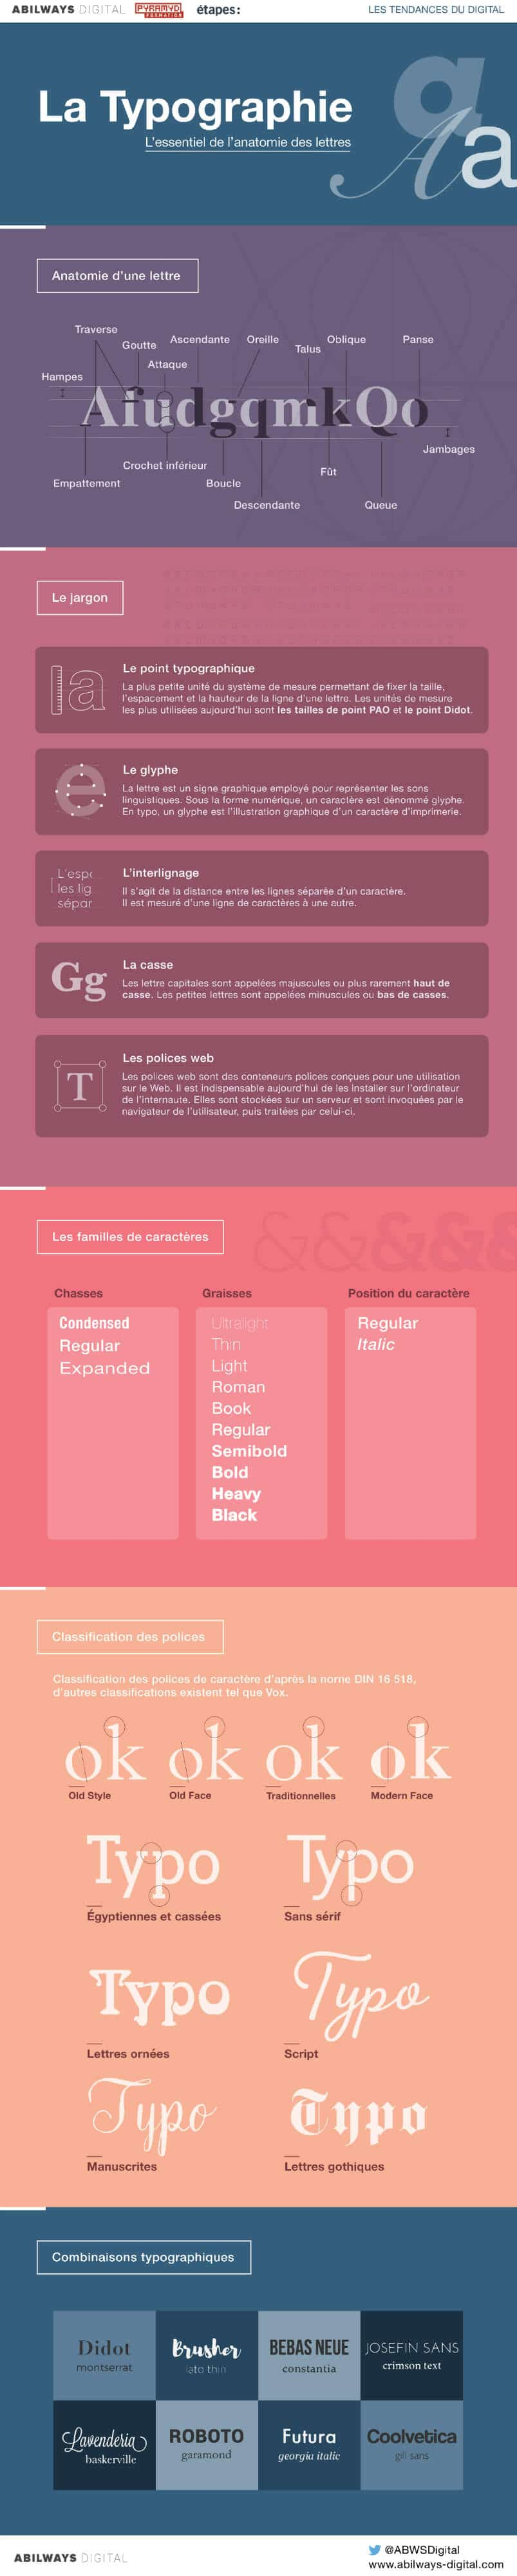 ABILWAYS DIGITAL PYRAMYD FORMATION étapes: LES TENDANCES DU DIGITAL
La Typographie
L'essentiel de l'anatomie des lettres
a
Aa
Anatomie d'une lettre
Traverse
Goutte Ascendante Oreille Talus Oblique Panse
Attaque
Hampes
AfudgqmkQo
Jambages
Crochet inférieur Fût
Empattement Boucle
Descendante Queue
Le jargon
a
Le point typographique
La plus petite unité du système de mesure permettant de fixer la taille,
l'espacement et la hauteur de la ligne d'une lettre. Les unités de mesure
les plus utilisées aujourd'hui sont les tailles de point PAO et le point Didot.
e
Le glyphe
La lettre est un signe graphique employé pour représenter les sons
linguistiques. Sous la forme numérique, un caractère est dénommé glyphe.
En typo, un glyphe est l'illustration graphique d'un caractère d'imprimerie.
L'espc
les lig
sépar
L'interlignage
Il s'agit de la distance entre les lignes séparée d'un caractère.
Il est mesuré d'une ligne de caractères à une autre.
Gg
La casse
Les lettre capitales sont appelées majuscules ou plus rarement haut de
casse. Les petites lettres sont appelées minuscules ou bas de casses.
T
Les polices web
Les polices web sont des conteneurs polices conçues pour une utilisation
sur le Web. Il est indispensable aujourd'hui de les installer sur l'ordinateur
de l'internaute. Elles sont stockées sur un serveur et sont invoquées par le
navigateur de l'utilisateur, puis traitées par celui-ci.
&&&&&
Les familles de caractères
Chasses
Condensed
Regular
Expanded
Graisses
Ultralight
Thin
Light
Roman
Book
Regular
Semibold
Bold
Heavy
Black
Position du caractère
Regular
Italic
Classification des polices
Classification des polices de caractère d'après la norme DIN 16 518,
d'autres classifications existent tel que Vox.
ok ok ok ok
Old Style Old Face Traditionnelles Modern Face
Typo Typo
Égyptiennes et cassées Sans sérif
Typo Typo
Lettres ornées Script
Typo Typo
Manuscrites Lettres gothiques
Combinaisons typographiques
Didot
montserrat
Brusher
lato thin
BEBAS NEUE
constantia
JOSEFIN SANS
crimson text
Lavenderia
baskerville
ROBOTO
garamond
Futura
georgia italic
Coolvetica
gill sans
ABILWAYS DIGITAL
@ABWSDigital
www.abilways-digital.com